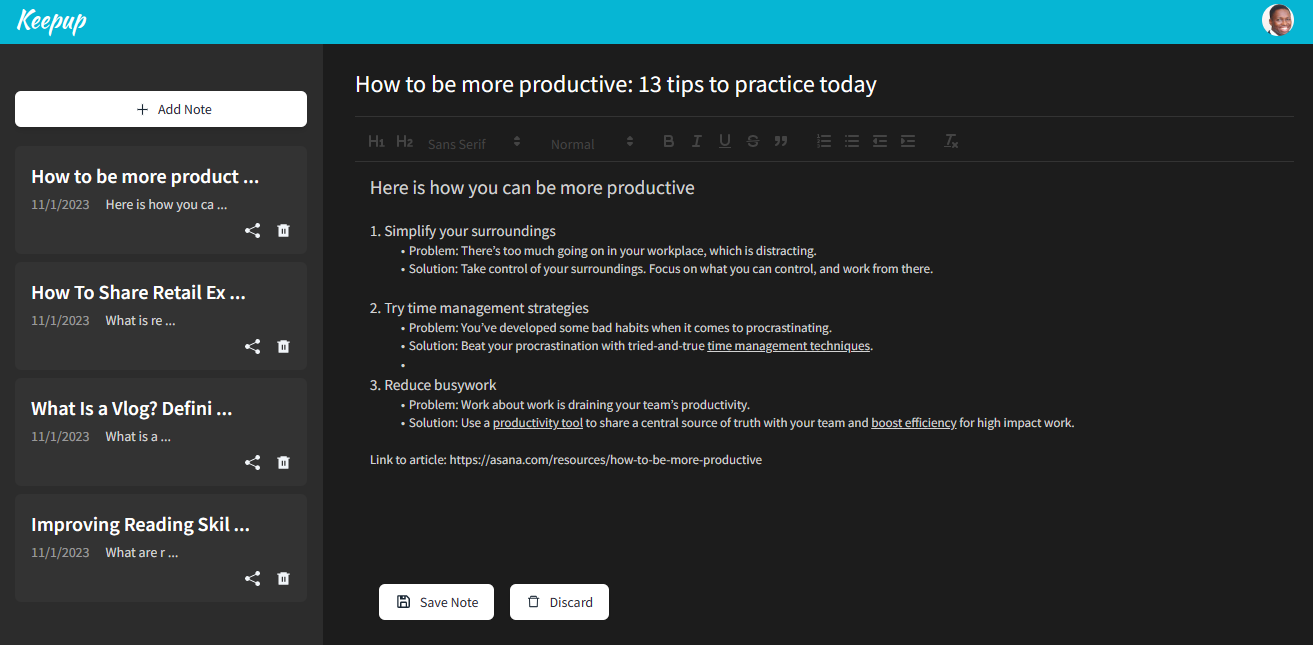 Keepup
+ Add Note
How to be more product ...
11/1/2023 Here is how you ca ...
How To Share Retail Ex ...
11/1/2023 What is re ...
What Is a Vlog? Defini ...
11/1/2023 What is a ...
Improving Reading Skil ...
11/1/2023 What are r ...
How to be more productive: 13 tips to practice today
H1 H2 Sans Serif Normal B I U S
Here is how you can be more productive
1. Simplify your surroundings
• Problem: There’s too much going on in your workplace, which is distracting.
• Solution: Take control of your surroundings. Focus on what you can control, and work from there.
2. Try time management strategies
• Problem: You’ve developed some bad habits when it comes to procrastinating.
• Solution: Beat your procrastination with tried-and-true time management techniques.
•
3. Reduce busywork
• Problem: Work about work is draining your team’s productivity.
• Solution: Use a productivity tool to share a central source of truth with your team and boost efficiency for high impact work.
Link to article: https://asana.com/resources/how-to-be-more-productive
Save Note Discard